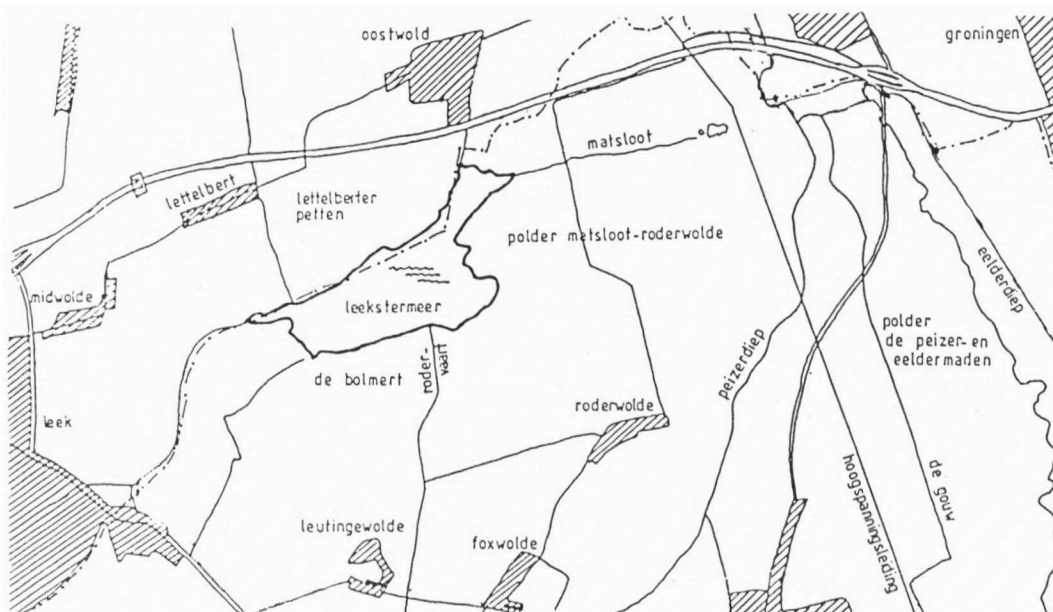 oostwold
groningen
matsloot
lettelbert
lettelberter
petten
polder matsloot-roderwolde
eelderdiep
midwolde
leekstermeer
peizerdiep
polder
de peizer- en
eeldermaden
de bolmert
roder-
vaart
leek
roderwolde
hoogspanningsleding
de gouw
leutingewolde
foxwolde